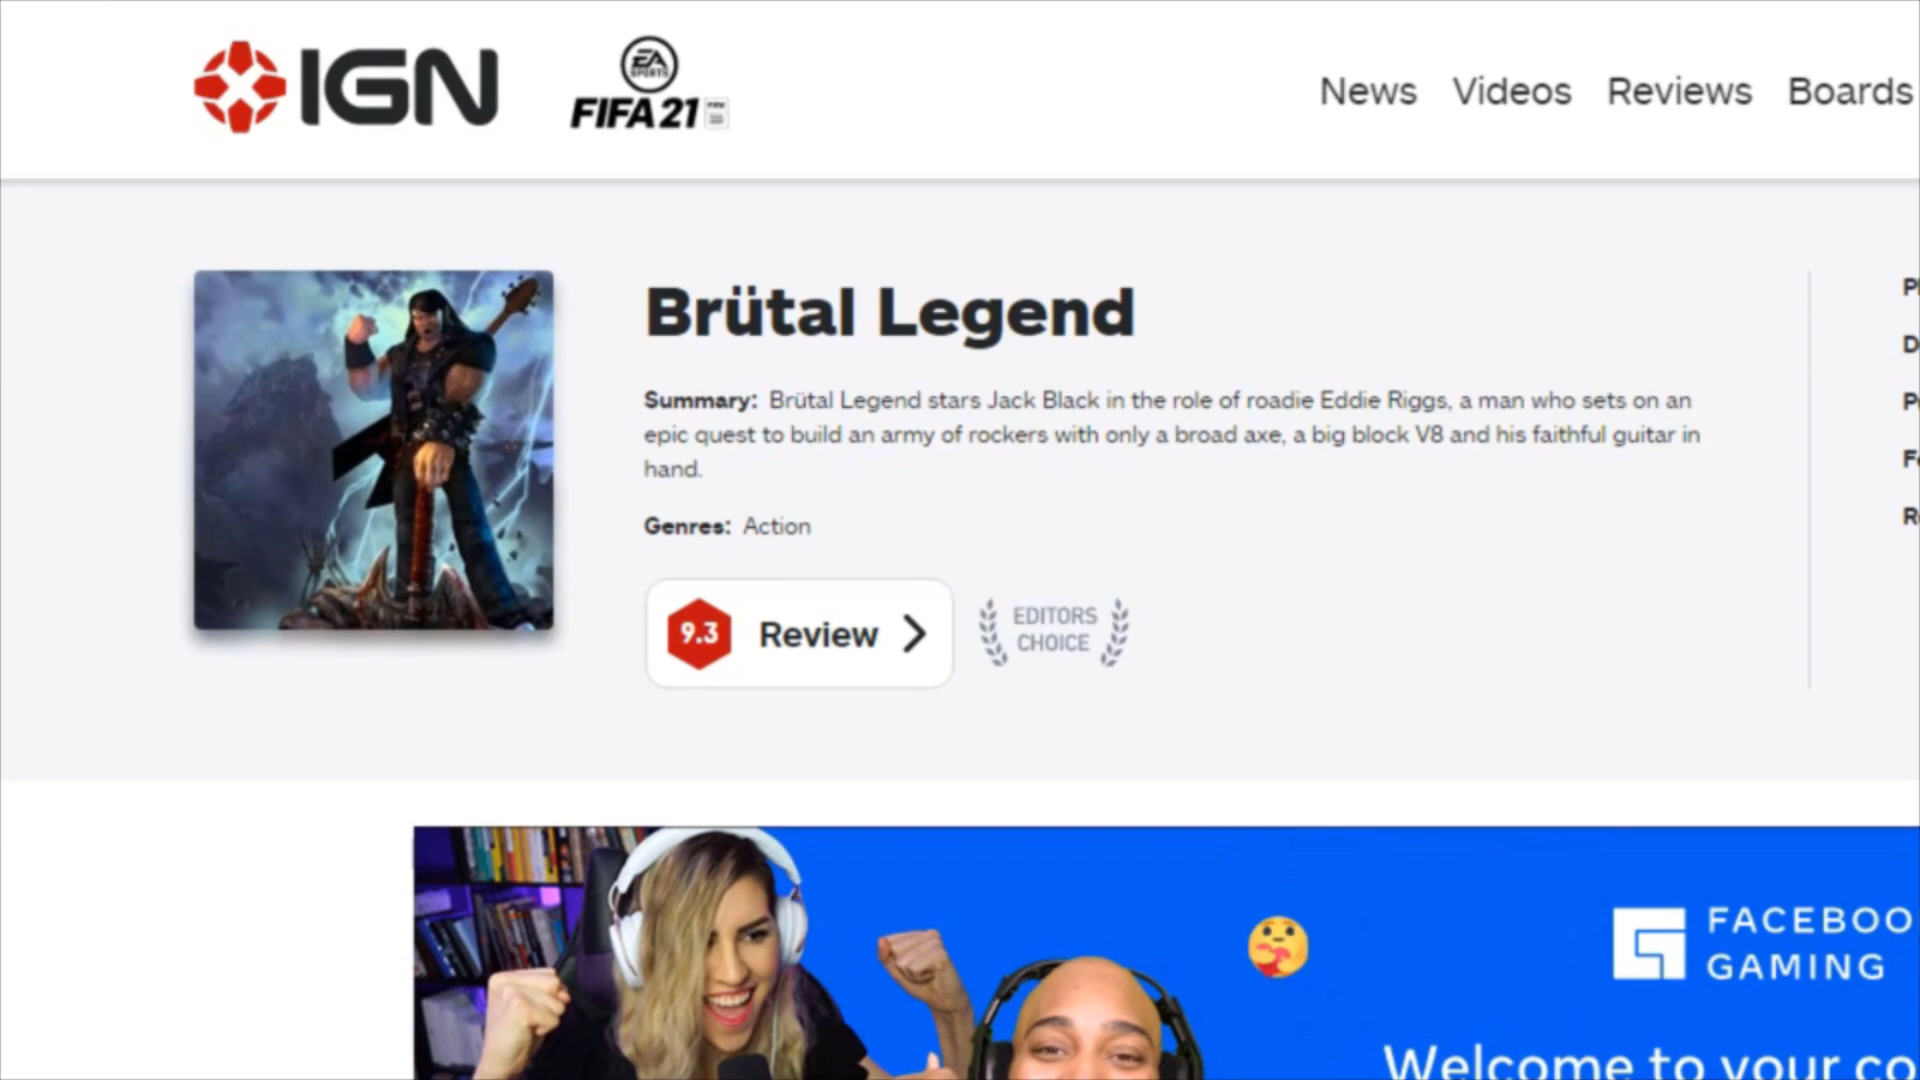 IGN
EA
SPORTS
FIFA 21
News Videos Reviews Boards
Brütal Legend
Summary: Brütal Legend stars Jack Black in the role of roadie Eddie Riggs, a man who sets on an
epic quest to build an army of rockers with only a broad axe, a big block V8 and his faithful guitar in
hand.
Genres: Action
9.3 Review
EDITORS
CHOICE
FACEBOO
GAMING
Welcome to your co